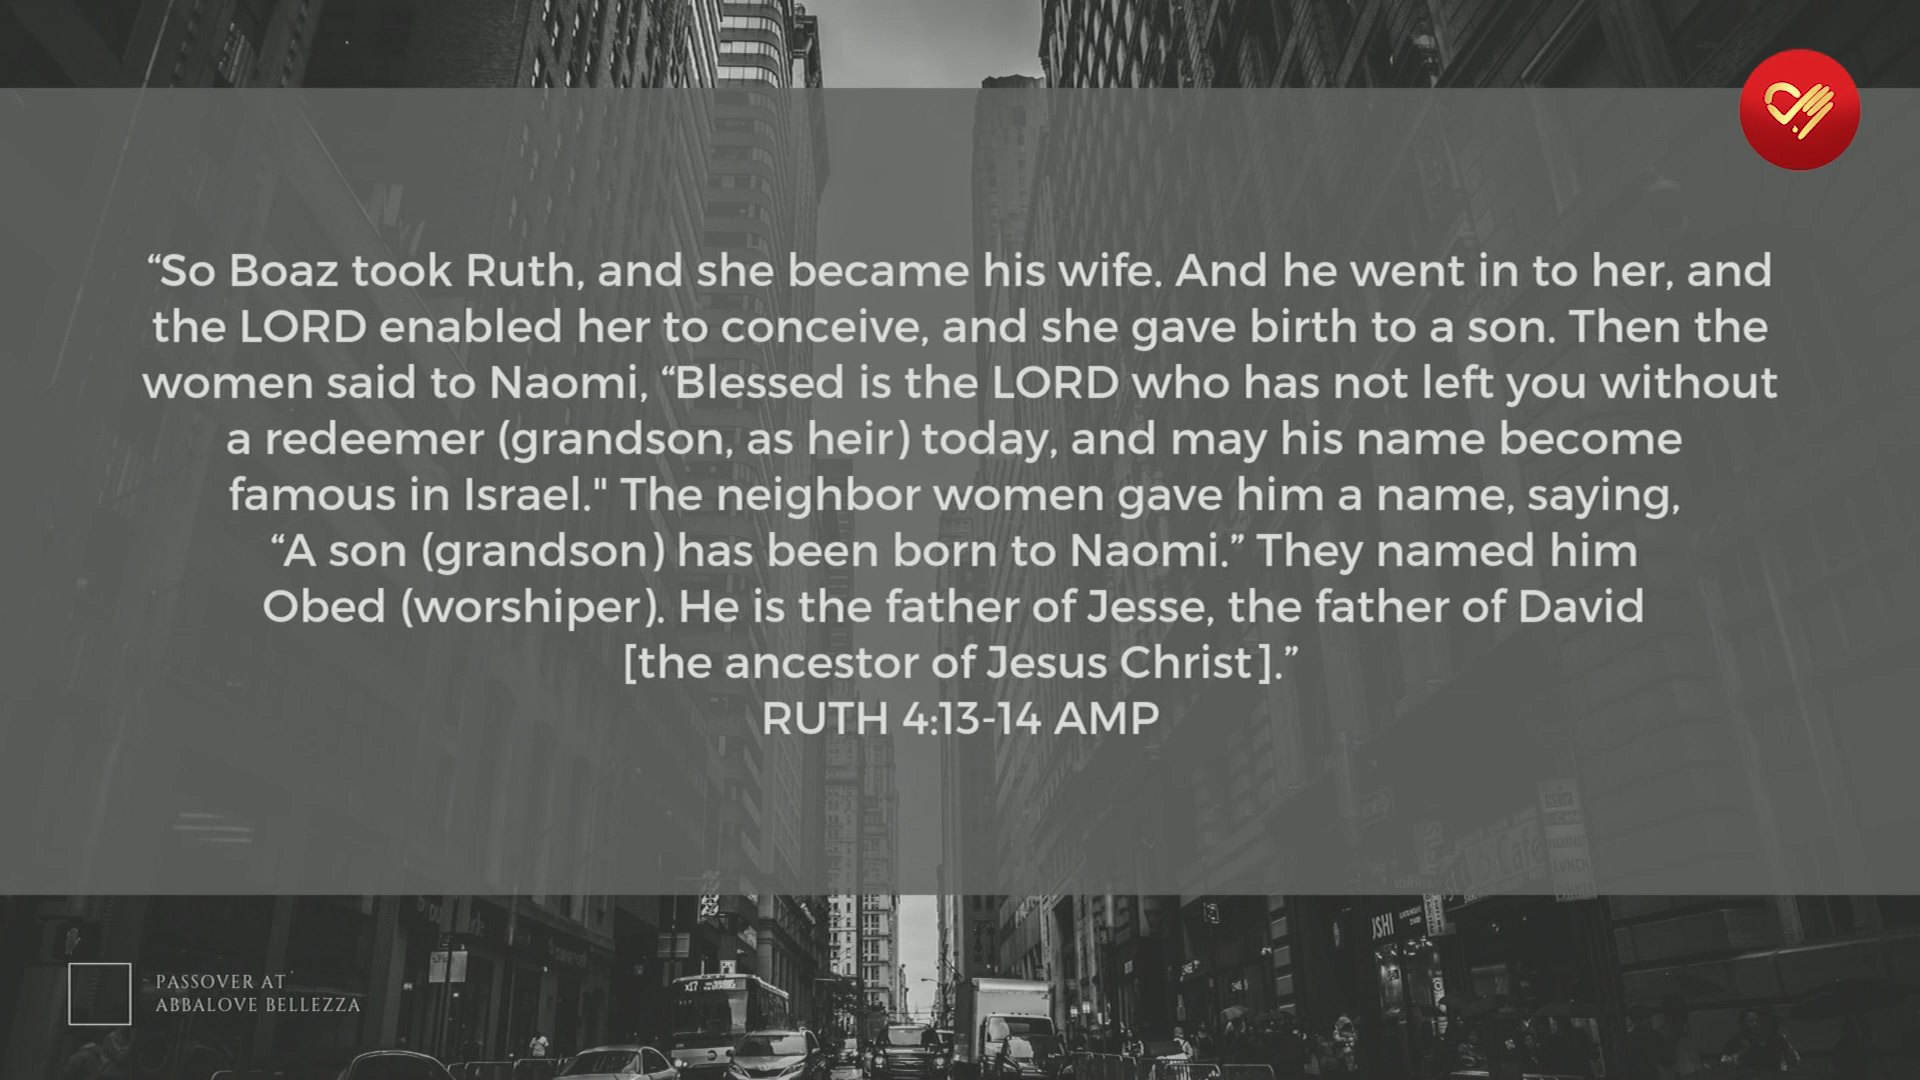 “So Boaz took Ruth, and she became his wife. And he went in to her, and
the LORD enabled her to conceive, and she gave birth to a son. Then the
women said to Naomi, “Blessed is the LORD who has not left you without
a redeemer (grandson, as heir) today, and may his name become
famous in Israel." The neighbor women gave him a name, saying,
“A son (grandson) has been born to Naomi.” They named him
Obed (worshiper). He is the father of Jesse, the father of David
[the ancestor of Jesus Christ].”
RUTH 4:13-14 AMP
USHI
x17
PASSOVER AT
ABBALOVE BELLEZZA